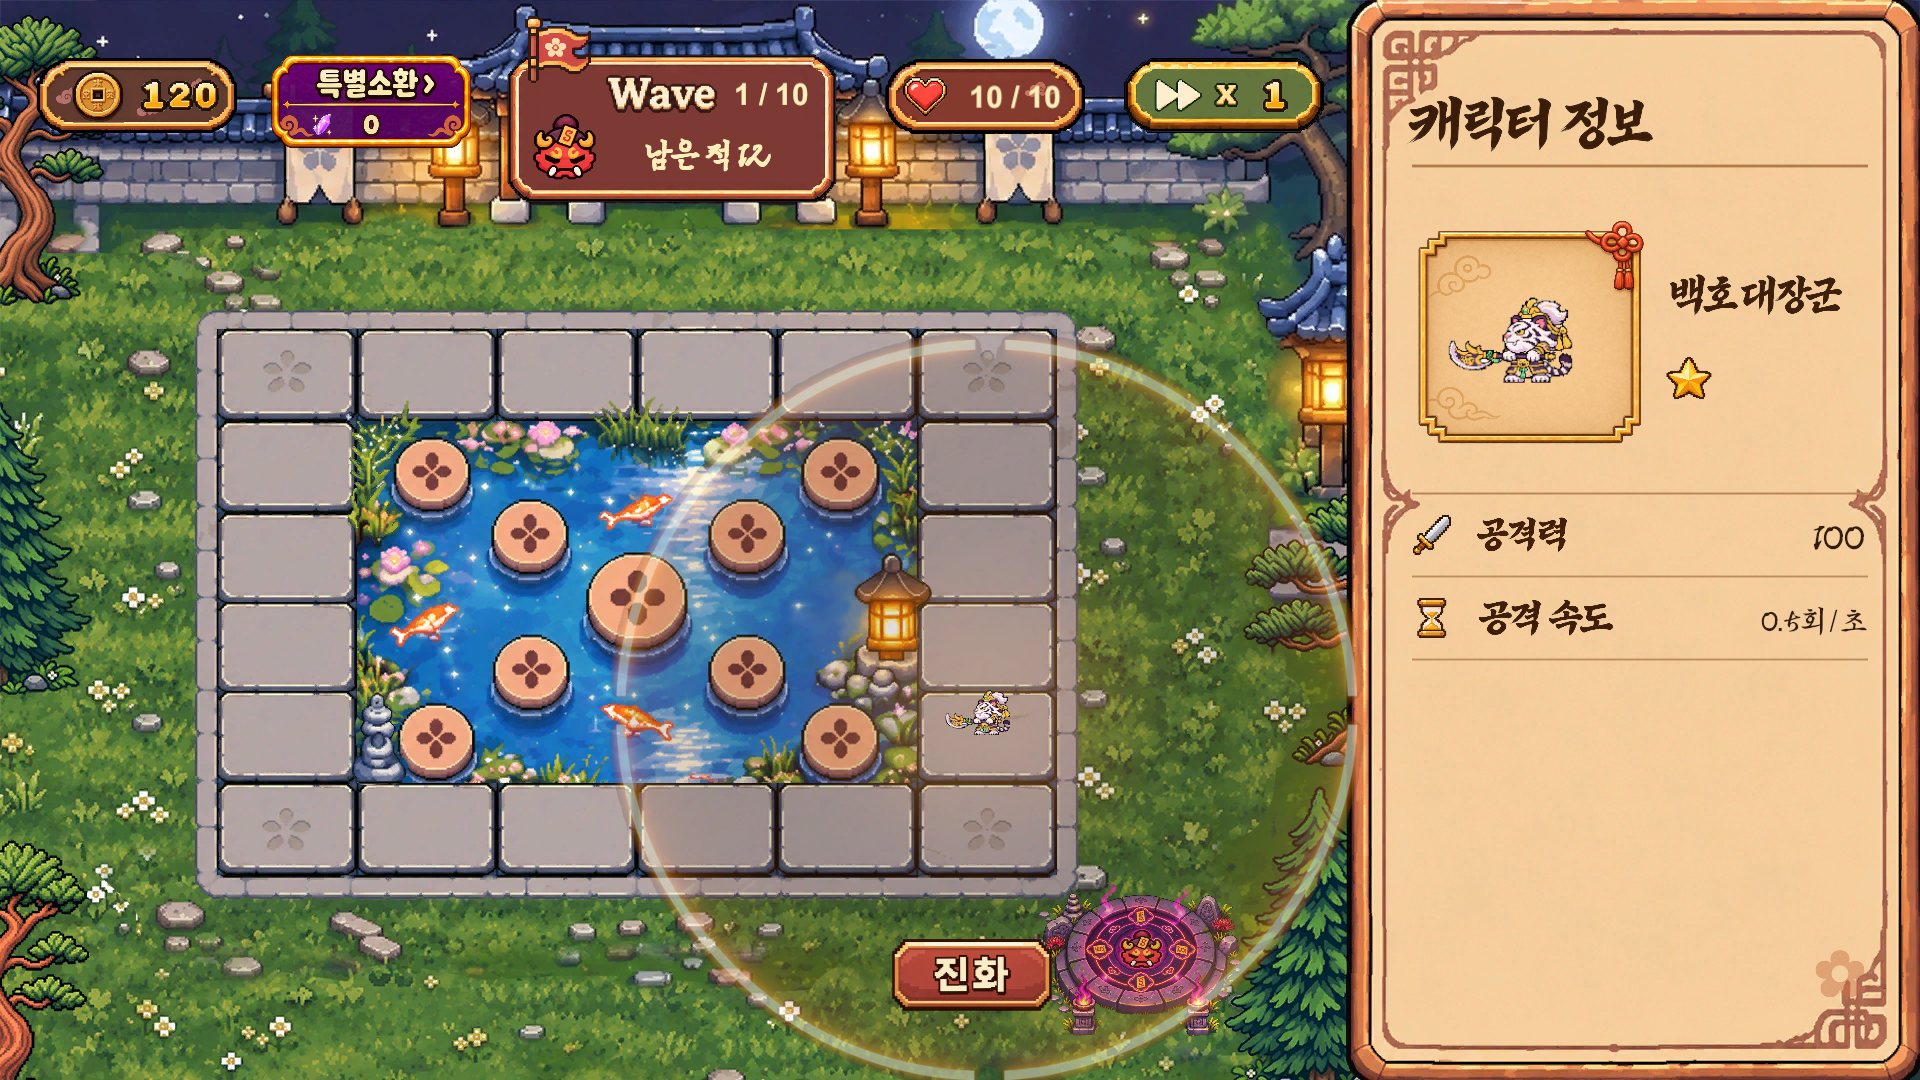 120
특별소환 ›
0
Wave 1 / 10
남은 적 12
10 / 10
x 1
캐릭터 정보
백호대장군
공격력 100
공격 속도 0.5회 / 초
진화